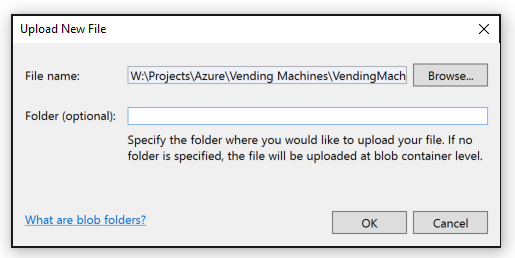 Upload New File
File name: W:\Projects\Azure\Vending Machines\VendingMach Browse...
Folder (optional):
Specify the folder where you would like to upload your file. If no
folder is specified, the file will be uploaded at blob container level.
What are blob folders? OK Cancel